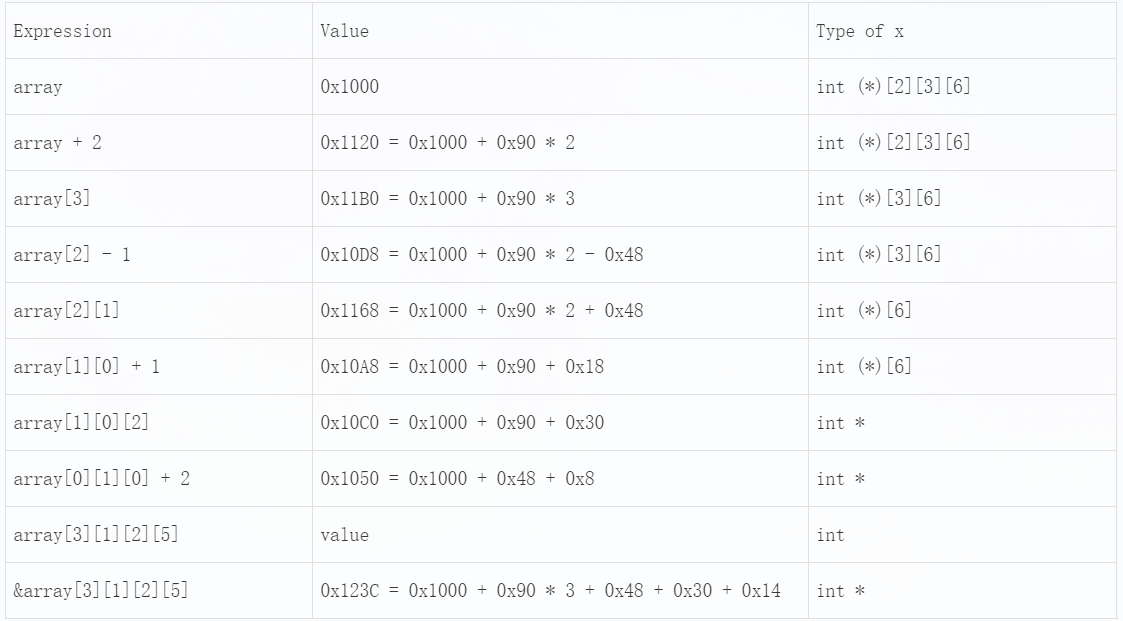 Expression Value Type of x
array 0x1000 int (*)[2][3][6]
array + 2 0x1120 = 0x1000 + 0x90 * 2 int (*)[2][3][6]
array[3] 0x11B0 = 0x1000 + 0x90 * 3 int (*)[3][6]
array[2] - 1 0x10D8 = 0x1000 + 0x90 * 2 - 0x48 int (*)[3][6]
array[2][1] 0x1168 = 0x1000 + 0x90 * 2 + 0x48 int (*)[6]
array[1][0] + 1 0x10A8 = 0x1000 + 0x90 + 0x18 int (*)[6]
array[1][0][2] 0x10C0 = 0x1000 + 0x90 + 0x30 int *
array[0][1][0] + 2 0x1050 = 0x1000 + 0x48 + 0x8 int *
array[3][1][2][5] value int
&array[3][1][2][5] 0x123C = 0x1000 + 0x90 * 3 + 0x48 + 0x30 + 0x14 int *